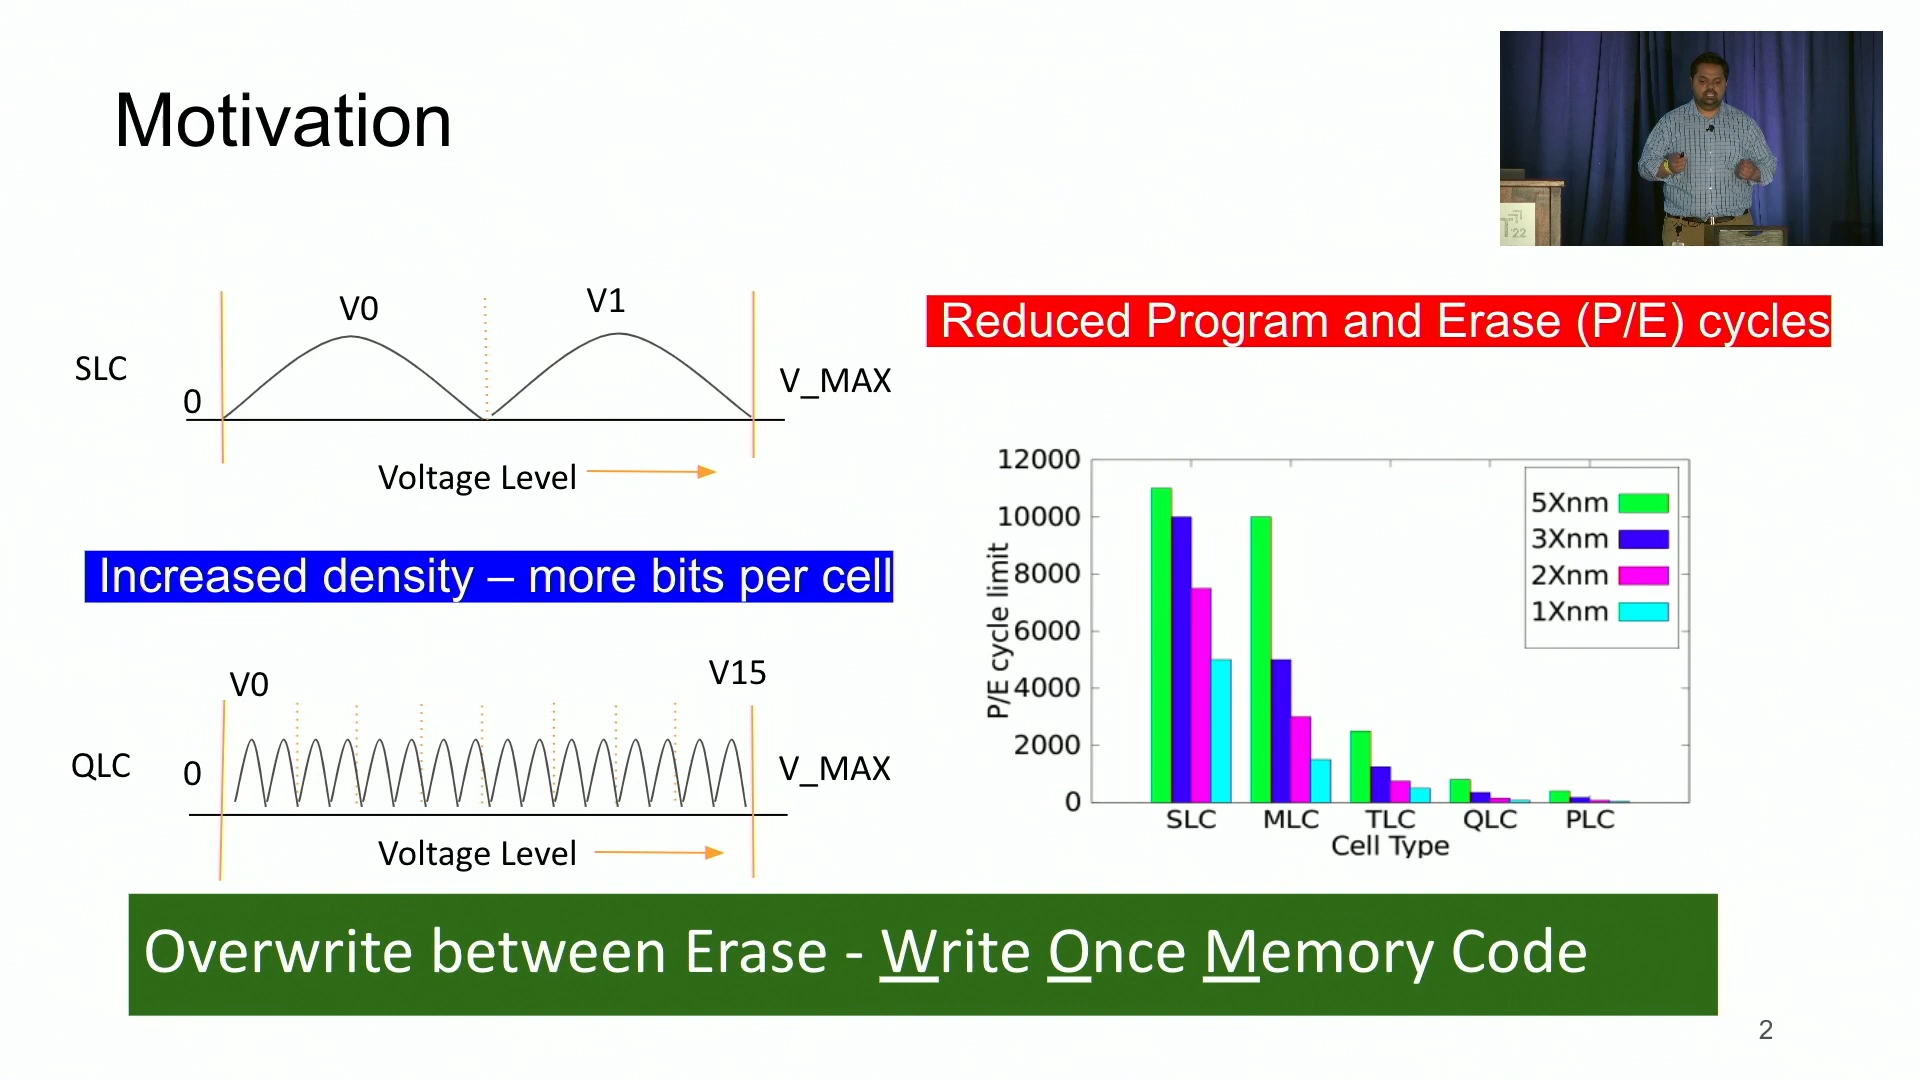 Motivation
'22
V0
V1
SLC
0
V_MAX
Voltage Level
Increased density – more bits per cell
V0
V15
QLC
0
V_MAX
Voltage Level
Reduced Program and Erase (P/E) cycles
12000
10000
8000
6000
4000
2000
0
P/E cycle limit
5Xnm
3Xnm
2Xnm
1Xnm
SLC MLC TLC QLC PLC
Cell Type
Overwrite between Erase - Write Once Memory Code
2